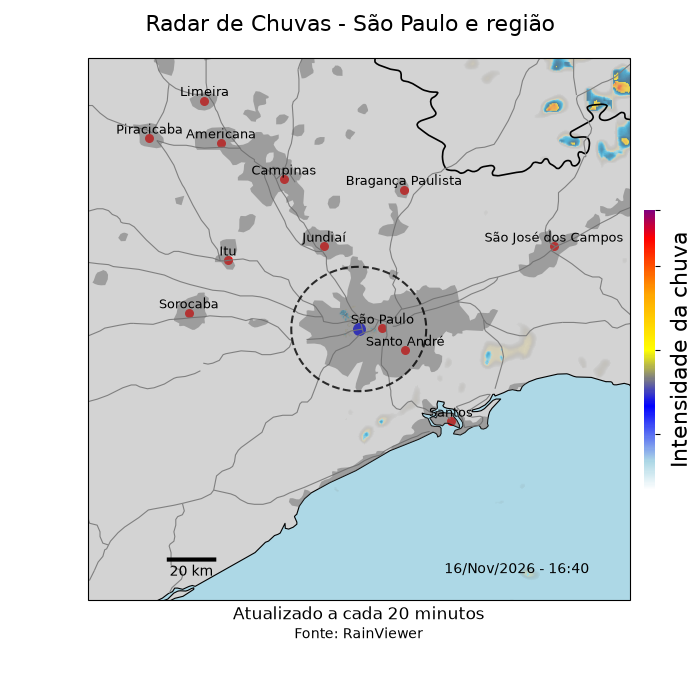 Radar de Chuvas - São Paulo e região
Limeira
Piracicaba
Americana
Campinas
Bragança Paulista
Jundiaí
São José dos Campos
Itu
Sorocaba
São Paulo
Santo André
Santos
20 km
16/Nov/2026 - 16:40
Intensidade da chuva
Atualizado a cada 20 minutos
Fonte: RainViewer